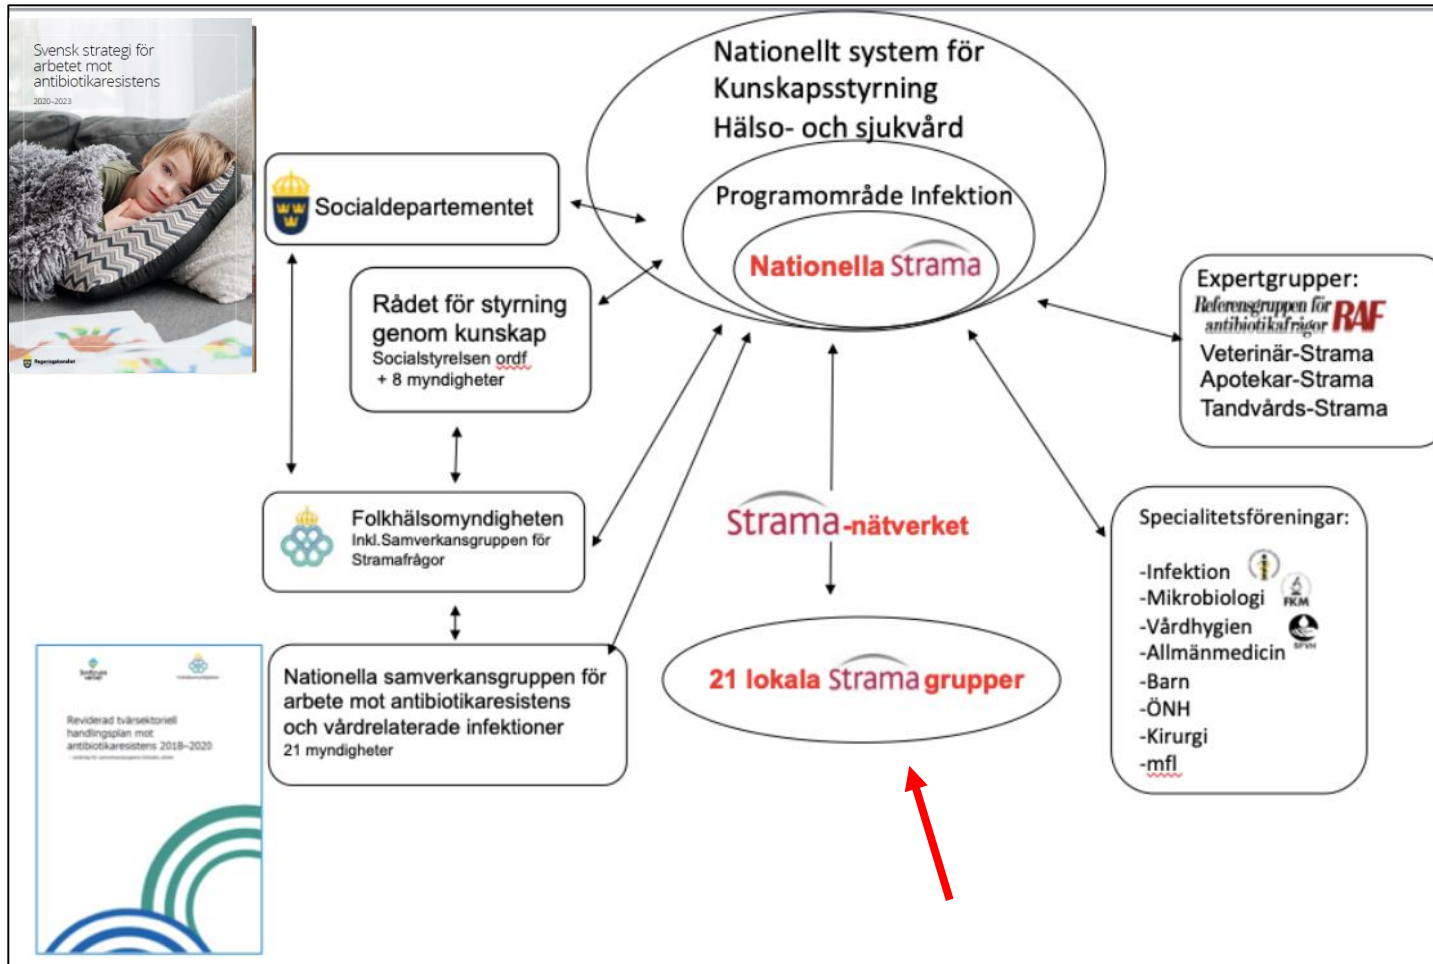 Svensk strategi för
arbetet mot
antibiotikaresistens
2020–2023
Regeringskansliet
Nationellt system för
Kunskapsstyrning
Hälso- och sjukvård
Programområde Infektion
Nationella Strama
Socialdepartementet
Rådet för styrning
genom kunskap
Socialstyrelsen ordf
+ 8 myndigheter
Expertgrupper:
Referensgruppen för
antibiotikafrågor RAF
Veterinär-Strama
Apotekar-Strama
Tandvårds-Strama
Folkhälsomyndigheten
Inkl.Samverkansgruppen för
Stramafrågor
Strama-nätverket
Specialitetsföreningar:
-Infektion
-Mikrobiologi
FKM
-Vårdhygien
SFVH
-Allmänmedicin
-Barn
-ÖNH
-Kirurgi
-mfl
Nationella samverkansgruppen för
arbete mot antibiotikaresistens
och vårdrelaterade infektioner
21 myndigheter
21 lokala Strama grupper
Jordbruks
verket
Folkhälsomyndigheten
Reviderad tvärsektoriell
handlingsplan mot
antibiotikaresistens 2018–2020